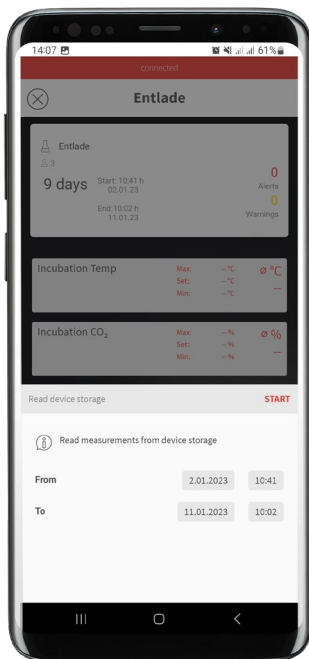 14:07 61%
connected
Entlade
Entlade
3
9 days Start: 10:41 h
02.01.23
0
Alerts
End: 10:02 h
11.01.23
0
Warnings
Incubation Temp Max: -- °C ø °C
Set: -- °C --
Min: -- °C
Incubation CO₂ Max: -- % ø %
Set: -- % --
Min: -- %
Read device storage START
Read measurements from device storage
From 2.01.2023 10:41
To 11.01.2023 10:02